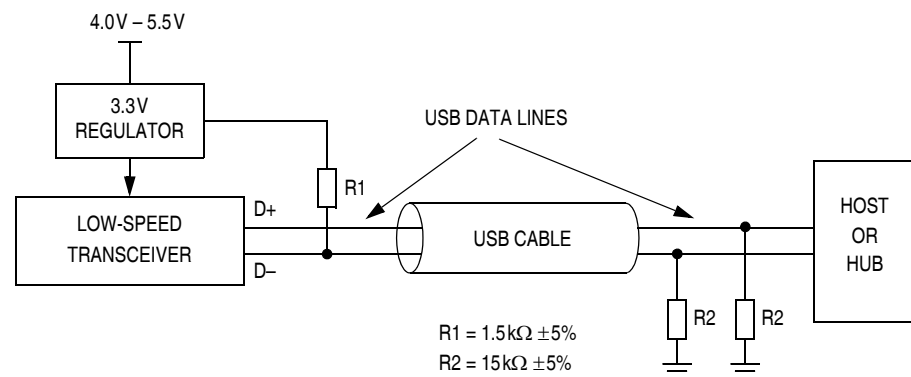 4.0V – 5.5V
3.3V
REGULATOR
USB DATA LINES
R1
D+
LOW-SPEED
TRANSCEIVER
D–
USB CABLE
HOST
OR
HUB
R2
R2
R1 = 1.5kΩ ±5%
R2 = 15kΩ ±5%